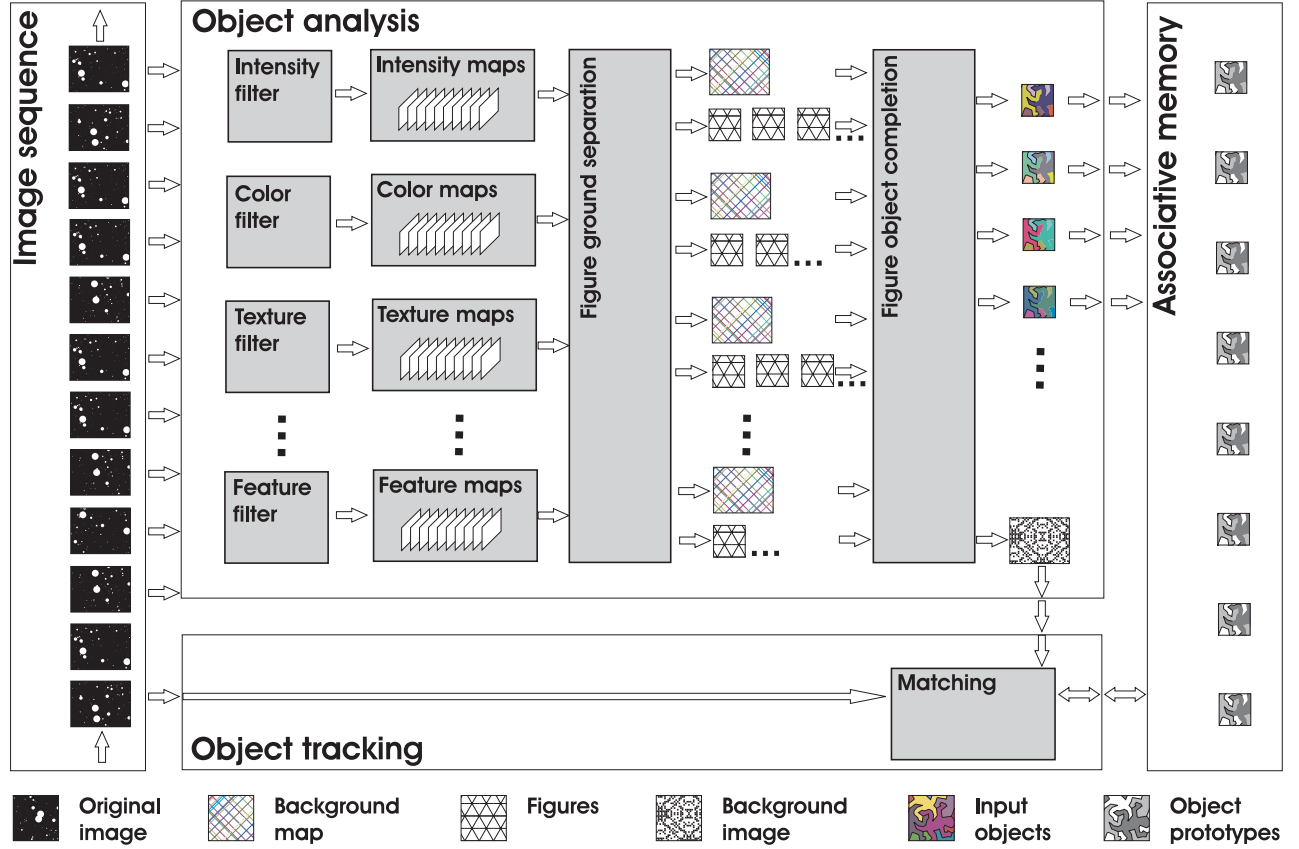 Image sequence
Object analysis
Intensity
filter
Intensity maps
Color
filter
Color maps
Texture
filter
Texture maps
Feature
filter
Feature maps
Figure ground separation
Figure object completion
Associative memory
Matching
Object tracking
Original
image
Background
map
Figures
Background
image
Input
objects
Object
prototypes